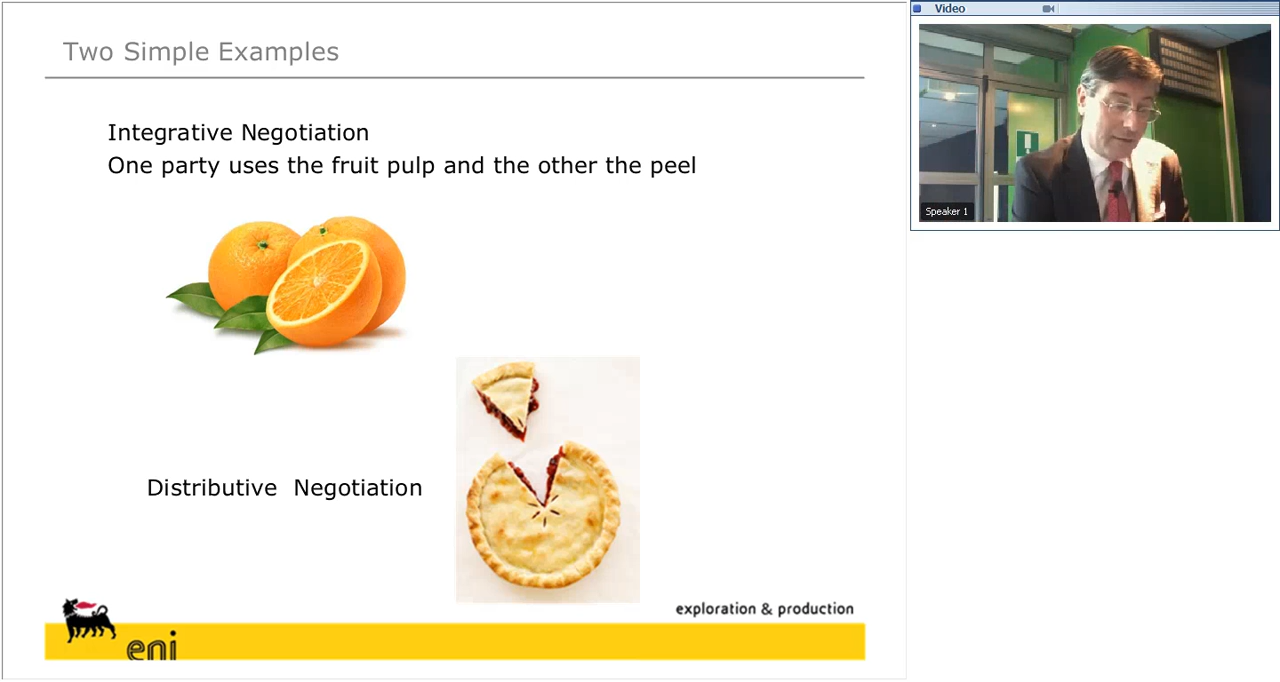 Two Simple Examples
Integrative Negotiation
One party uses the fruit pulp and the other the peel
Distributive  Negotiation
exploration & production
eni
Video
Speaker 1